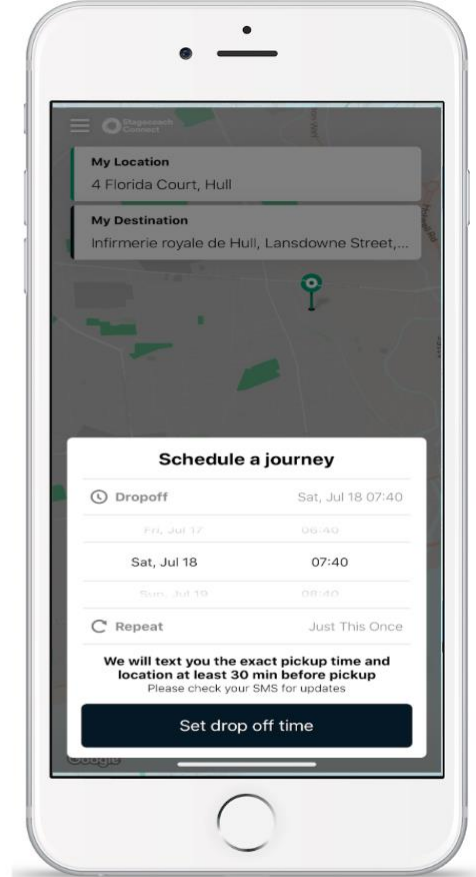 Stagecoach
Connect
My Location
4 Florida Court, Hull
My Destination
Infirmerie royale de Hull, Lansdowne Street,...
Schedule a journey
Dropoff Sat, Jul 18 07:40
Fri, Jul 17 06:40
Sat, Jul 18 07:40
Sun, Jul 19 08:40
Repeat Just This Once
We will text you the exact pickup time and
location at least 30 min before pickup
Please check your SMS for updates
Set drop off time
Google